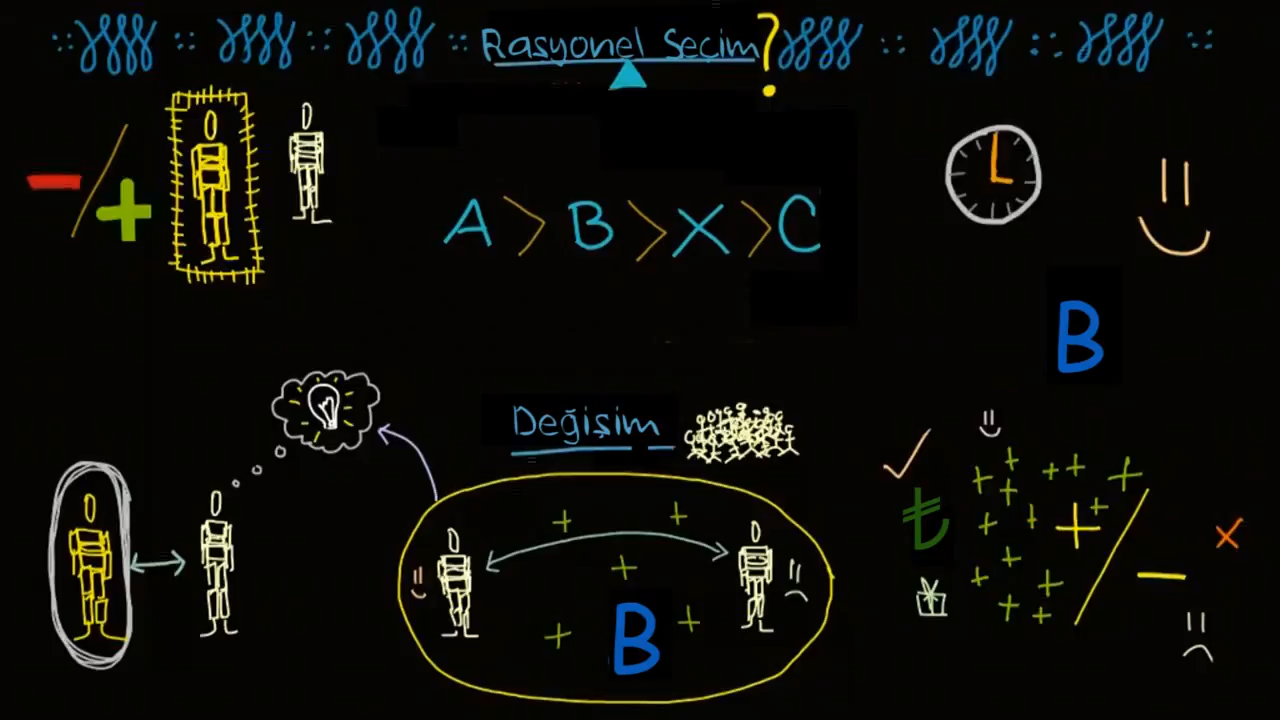 Rasyonel Seçim?
- / +
A > B > X > C
B
Değişim
+ +
+
+ B +
₺
+ / -
x